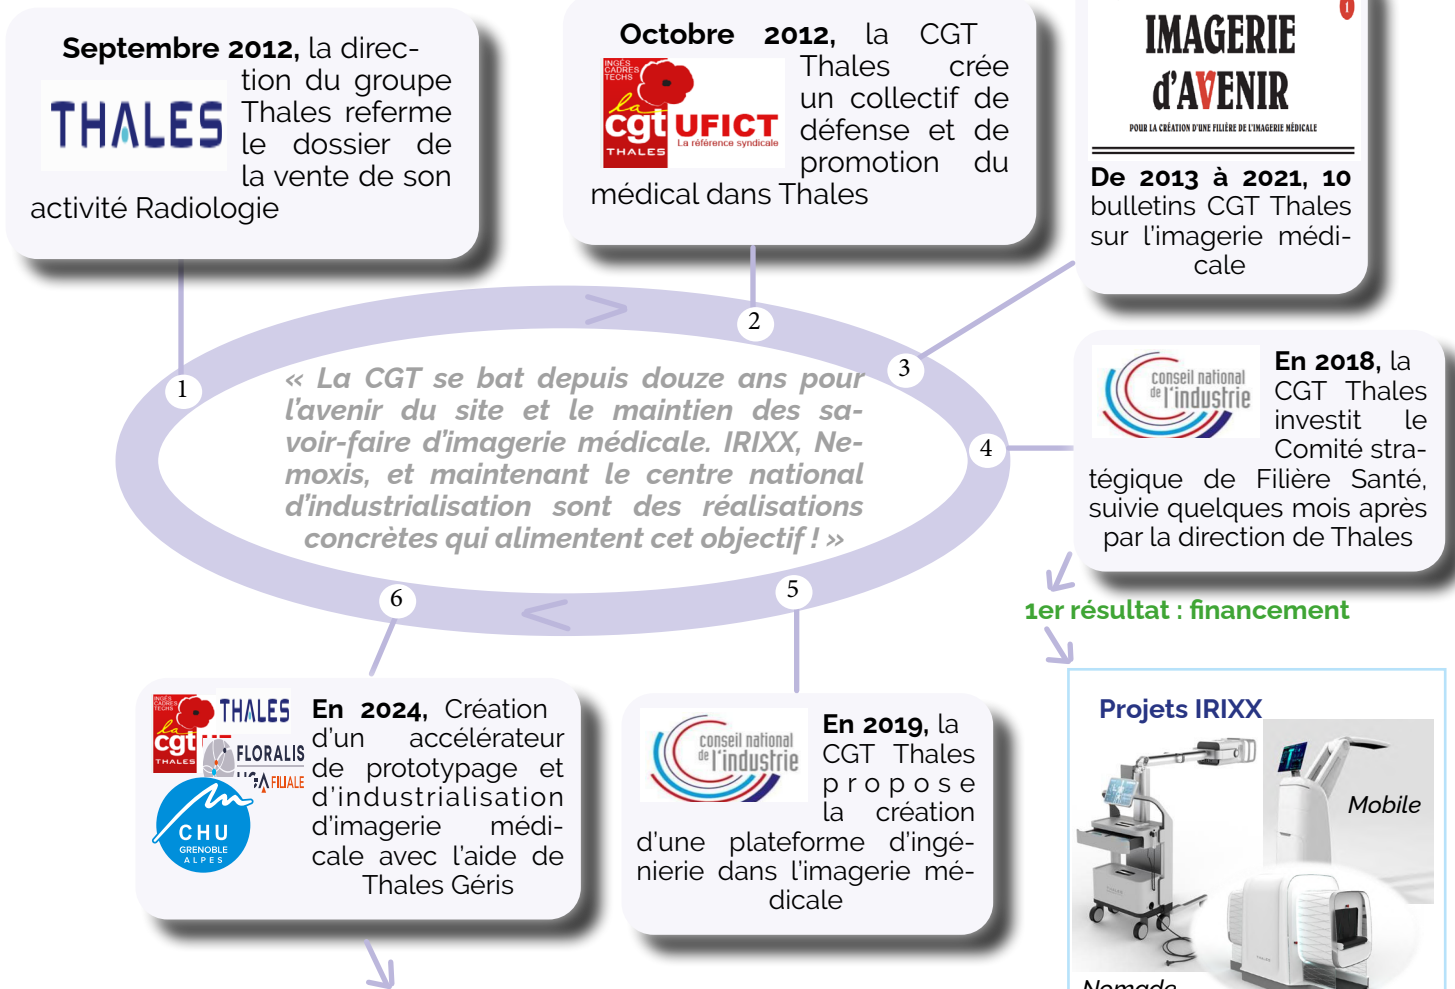 Septembre 2012, la direc-
tion du groupe
Thales referme
le dossier de
la vente de son
activité Radiologie
THALES
Octobre 2012, la CGT
Thales crée
un collectif de
défense et de
promotion du
médical dans Thales
INGÉS
CADRES
TECHS
la
cgt
THALES
UFICT
La référence syndicale
1
IMAGERIE
d'AVENIR
POUR LA CRÉATION D'UNE FILIÈRE DE L'IMAGERIE MÉDICALE
De 2013 à 2021, 10
bulletins CGT Thales
sur l'imagerie médi-
cale
1
2
3
4
5
6
« La CGT se bat depuis douze ans pour
l'avenir du site et le maintien des sa-
voir-faire d'imagerie médicale. IRIXX, Ne-
moxis, et maintenant le centre national
d'industrialisation sont des réalisations
concrètes qui alimentent cet objectif ! »
conseil national
de l'industrie
En 2018, la
CGT Thales
investit le
Comité stra-
tégique de Filière Santé,
suivie quelques mois après
par la direction de Thales
1er résultat : financement
Projets IRIXX
Mobile
Nomade
conseil national
de l'industrie
En 2019, la
CGT Thales
propose
la création
d'une plateforme d'ingé-
nierie dans l'imagerie mé-
dicale
INGÉS
CADRES
TECHS
la
cgt
THALES
THALES
FLORALIS
UGA FILIALE
CHU
GRENOBLE
ALPES
En 2024, Création
d'un accélérateur
de prototypage et
d'industrialisation
d'imagerie médi-
cale avec l'aide de
Thales Géris